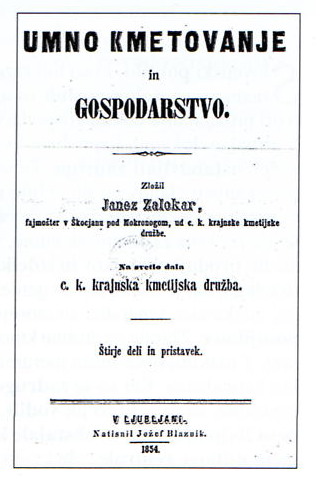 UMNO KMETOVANJE
in
GOSPODARSTVO.
Zložil
Janez Zalokar,
fajmošter v Škocjanu pod Mokronogom, ud c. k. krajnske kmetijske
družbe.
Na svetlo dala
c. k. krajnska kmetijska družba.
Štirje deli in pristavek.
V LJUBLJANI.
Natisnil Jožef Blaznik.
1854.